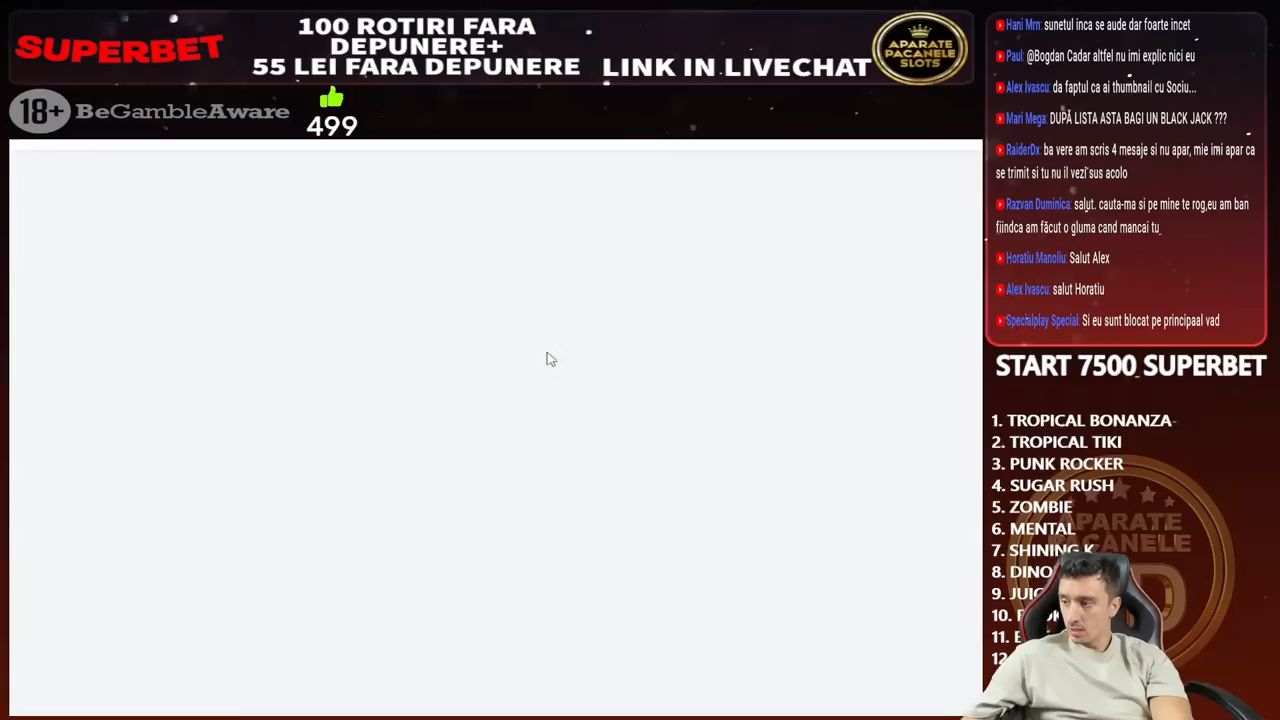 SUPERBET
100 ROTIRI FARA
DEPUNERE+
55 LEI FARA DEPUNERE
LINK IN LIVECHAT
APARATE
PACANELE
SLOTS
18+ BeGambleAware
499
Hani Mrn: sunetul inca se aude dar foarte incet
Paul: @Bogdan Cadar altfel nu imi explic nici eu
Alex Ivascu: da faptul ca ai thumbnail cu Sociu...
Mari Mega: DUPĂ LISTA ASTA BAGI UN BLACK JACK ???
RaiderDx: ba vere am scris 4 mesaje si nu apar, mie imi apar ca
se trimit si tu nu il vezi sus acolo
Razvan Duminica: salut. cauta-ma si pe mine te rog,eu am ban
fiindca am făcut o gluma cand mancai tu
Horatiu Manoliu: Salut Alex
Alex Ivascu: salut Horatiu
Specialplay Special: Si eu sunt blocat pe principaal vad
START 7500 SUPERBET
1. TROPICAL BONANZA
2. TROPICAL TIKI
3. PUNK ROCKER
4. SUGAR RUSH
5. ZOMBIE
6. MENTAL
7. SHINING K
8. DINO
9. JUIC
10.
11.
12
APARATE
PACANELE